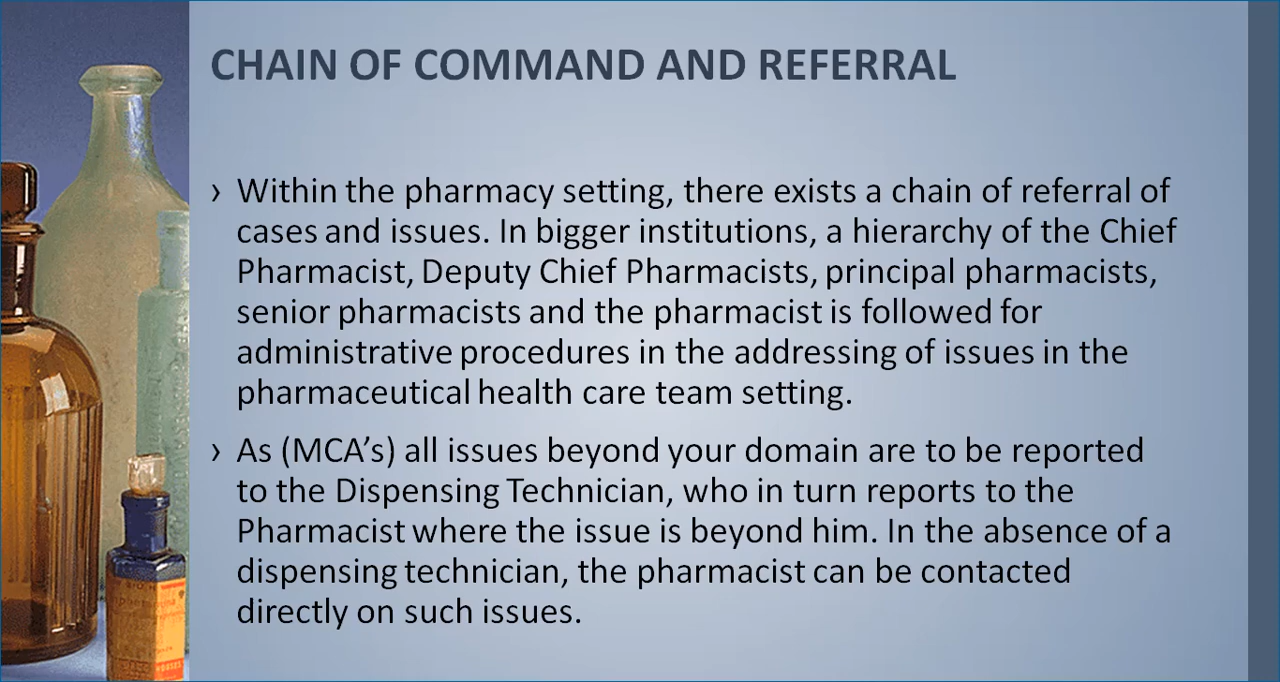 CHAIN OF COMMAND AND REFERRAL
› Within the pharmacy setting, there exists a chain of referral of
cases and issues. In bigger institutions, a hierarchy of the Chief
Pharmacist, Deputy Chief Pharmacists, principal pharmacists,
senior pharmacists and the pharmacist is followed for
administrative procedures in the addressing of issues in the
pharmaceutical health care team setting.
› As (MCA’s) all issues beyond your domain are to be reported
to the Dispensing Technician, who in turn reports to the
Pharmacist where the issue is beyond him. In the absence of a
dispensing technician, the pharmacist can be contacted
directly on such issues.